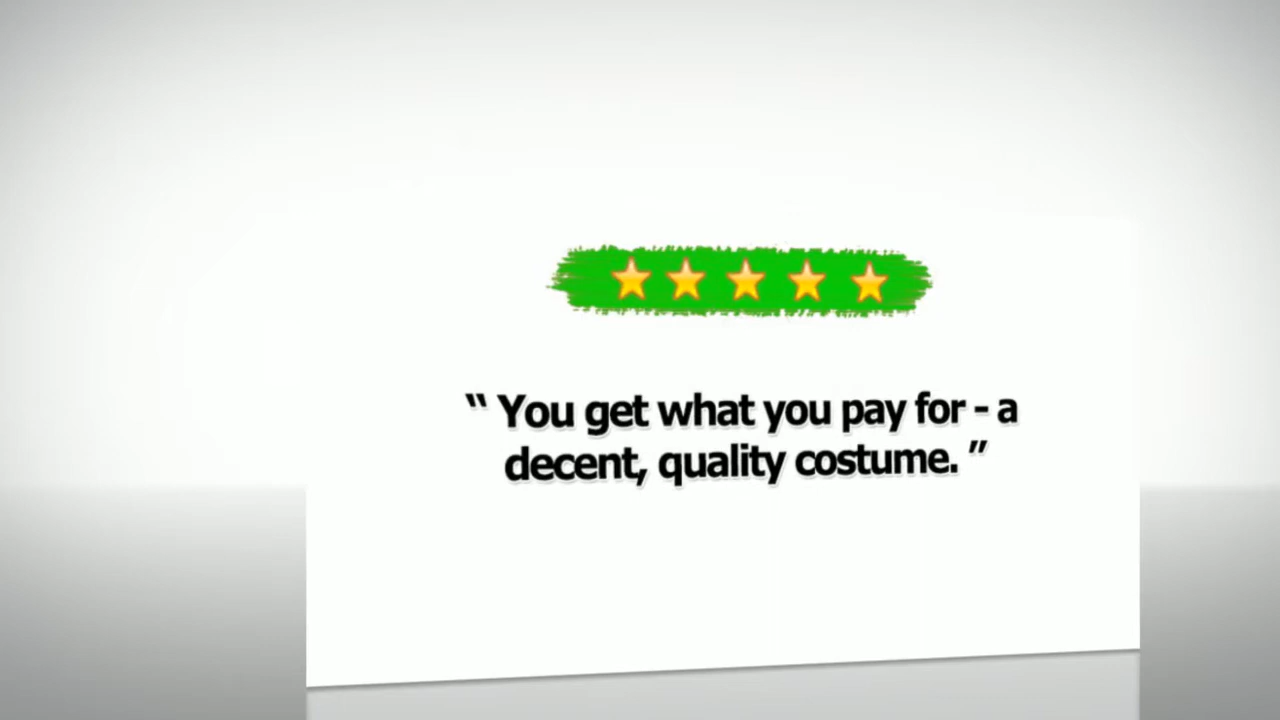 “ You get what you pay for - a
decent, quality costume. ”